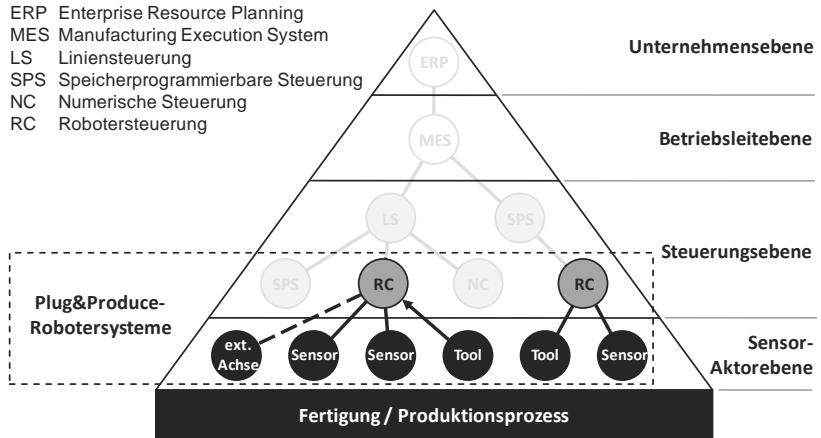 ERP Enterprise Resource Planning
MES Manufacturing Execution System
LS Liniensteuerung
SPS Speicherprogrammierbare Steuerung
NC Numerische Steuerung
RC Robotersteuerung
ERP
Unternehmensebene
MES
Betriebsleitebene
LS
SPS
Steuerungsebene
SPS
RC
NC
RC
Plug&Produce-
Robotersysteme
ext.
Achse
Sensor
Sensor
Tool
Tool
Sensor
Sensor-
Aktorebene
Fertigung / Produktionsprozess